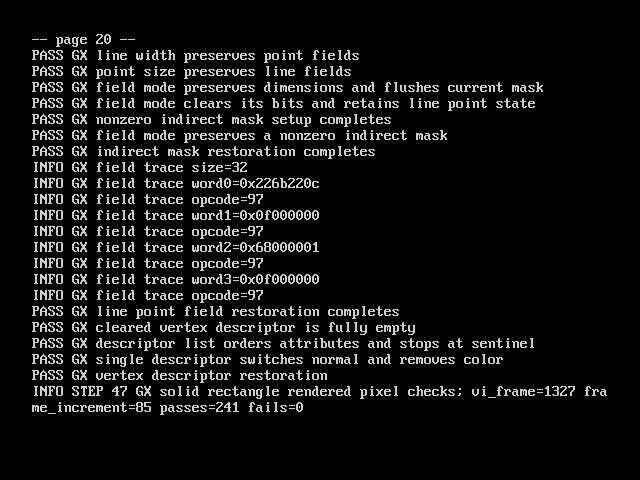 -- page 20 --
PASS GX line width preserves point fields
PASS GX point size preserves line fields
PASS GX field mode preserves dimensions and flushes current mask
PASS GX field mode clears its bits and retains line point state
PASS GX nonzero indirect mask setup completes
PASS GX field mode preserves a nonzero indirect mask
PASS GX indirect mask restoration completes
INFO GX field trace size=32
INFO GX field trace word0=0x226b220c
INFO GX field trace opcode=97
INFO GX field trace word1=0x0f000000
INFO GX field trace opcode=97
INFO GX field trace word2=0x68000001
INFO GX field trace opcode=97
INFO GX field trace word3=0x0f000000
INFO GX field trace opcode=97
PASS GX line point field restoration completes
PASS GX cleared vertex descriptor is fully empty
PASS GX descriptor list orders attributes and stops at sentinel
PASS GX single descriptor switches normal and removes color
PASS GX vertex descriptor restoration
INFO STEP 47 GX solid rectangle rendered pixel checks; vi_frame=1327 fra
me_increment=85 passes=241 fails=0